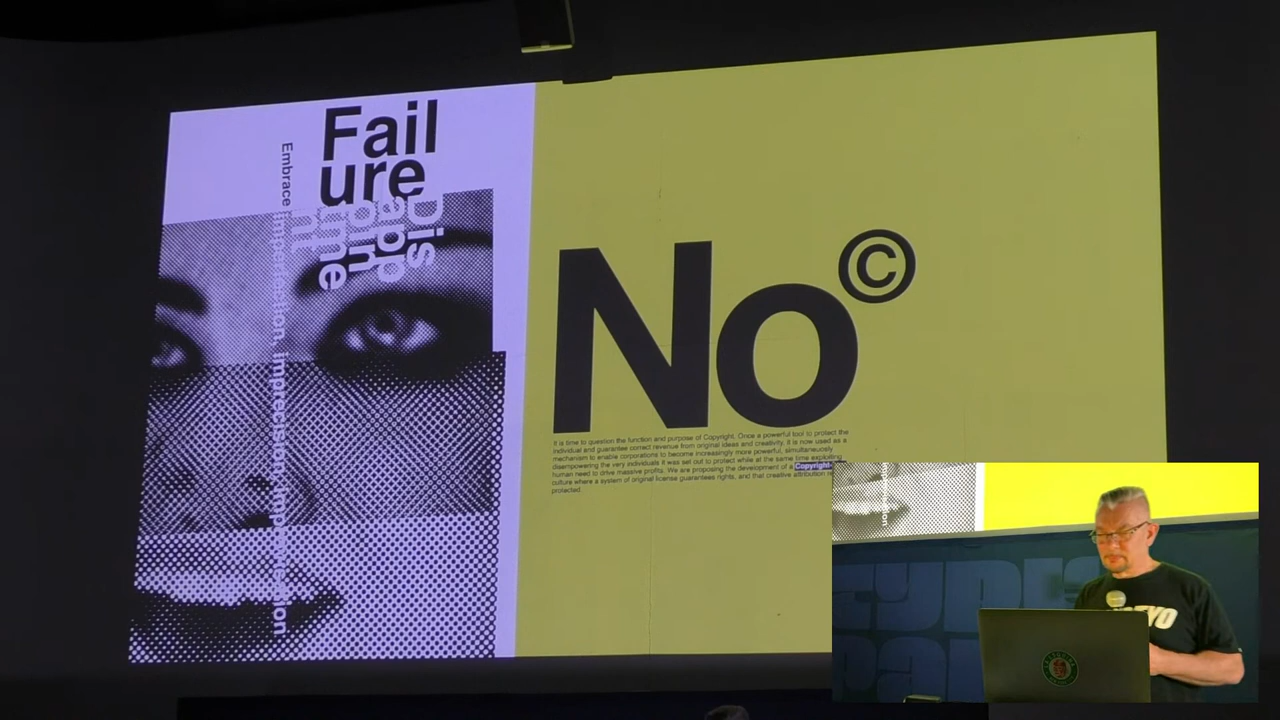 Fail
ure
Dis
app
oin
tme
nt
Embrace imperfection, imprecision
No©
It is time to question the function and purpose of Copyright. Once a powerful tool to protect the
individual and guarantee correct revenue from original ideas and creativity. It is now used as a
mechanism to enable corporations to become increasingly more powerful, simultaneously
disempowering the very individuals it was set out to protect while at the same time exploiting
human need to drive massive profits. We are proposing the development of a Copyright-
culture where a system of original license guarantees rights, and that creative attribution
protected.